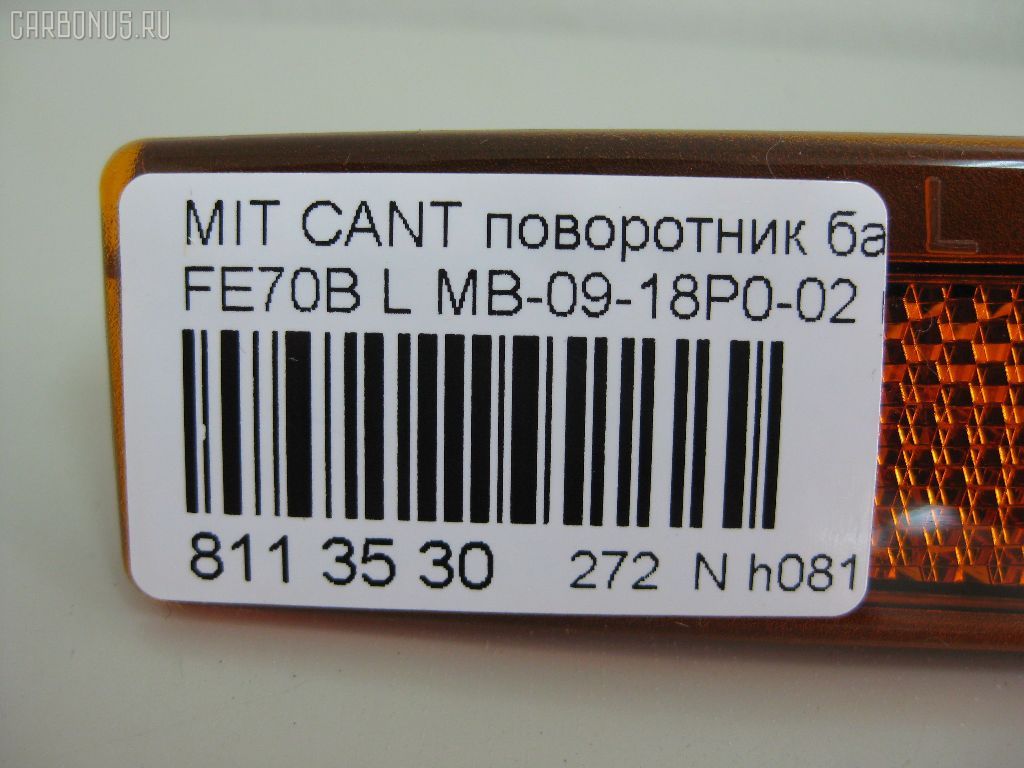 CARBONUS.RU
MIT CANT поворотник ба
FE70B L MB-09-18P0-02
811 35 30 272 N h081
L